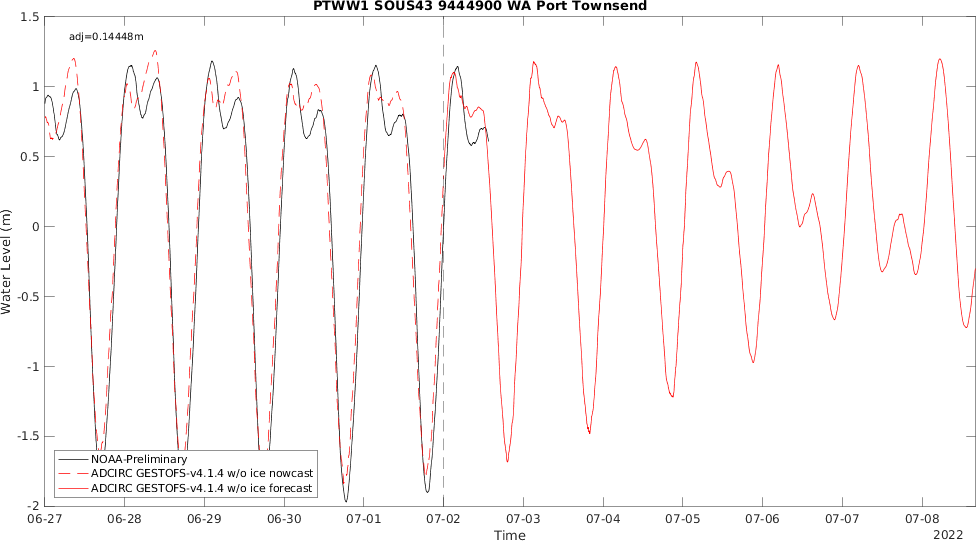 PTWW1 SOUS43 9444900 WA Port Townsend
adj=0.14448m
1.5
1
0.5
0
-0.5
-1
-1.5
-2
Water Level (m)
NOAA-Preliminary
ADCIRC GESTOFS-v4.1.4 w/o ice nowcast
ADCIRC GESTOFS-v4.1.4 w/o ice forecast
06-27 06-28 06-29 06-30 07-01 07-02 07-03 07-04 07-05 07-06 07-07 07-08
Time
2022